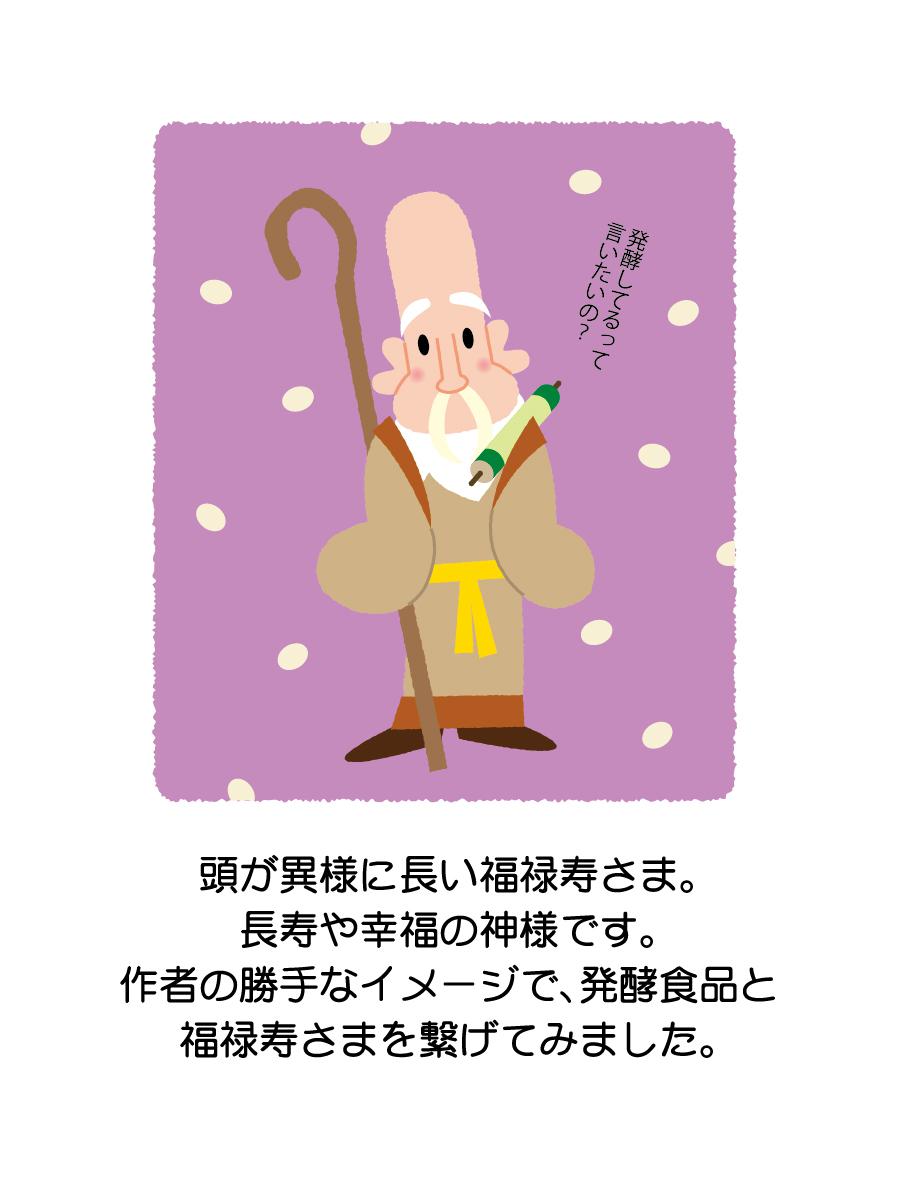 発酵してるって
言いたいの?
頭が異様に長い福禄寿さま。
長寿や幸福の神様です。
作者の勝手なイメージで、発酵食品と
福禄寿さまを繋げてみました。